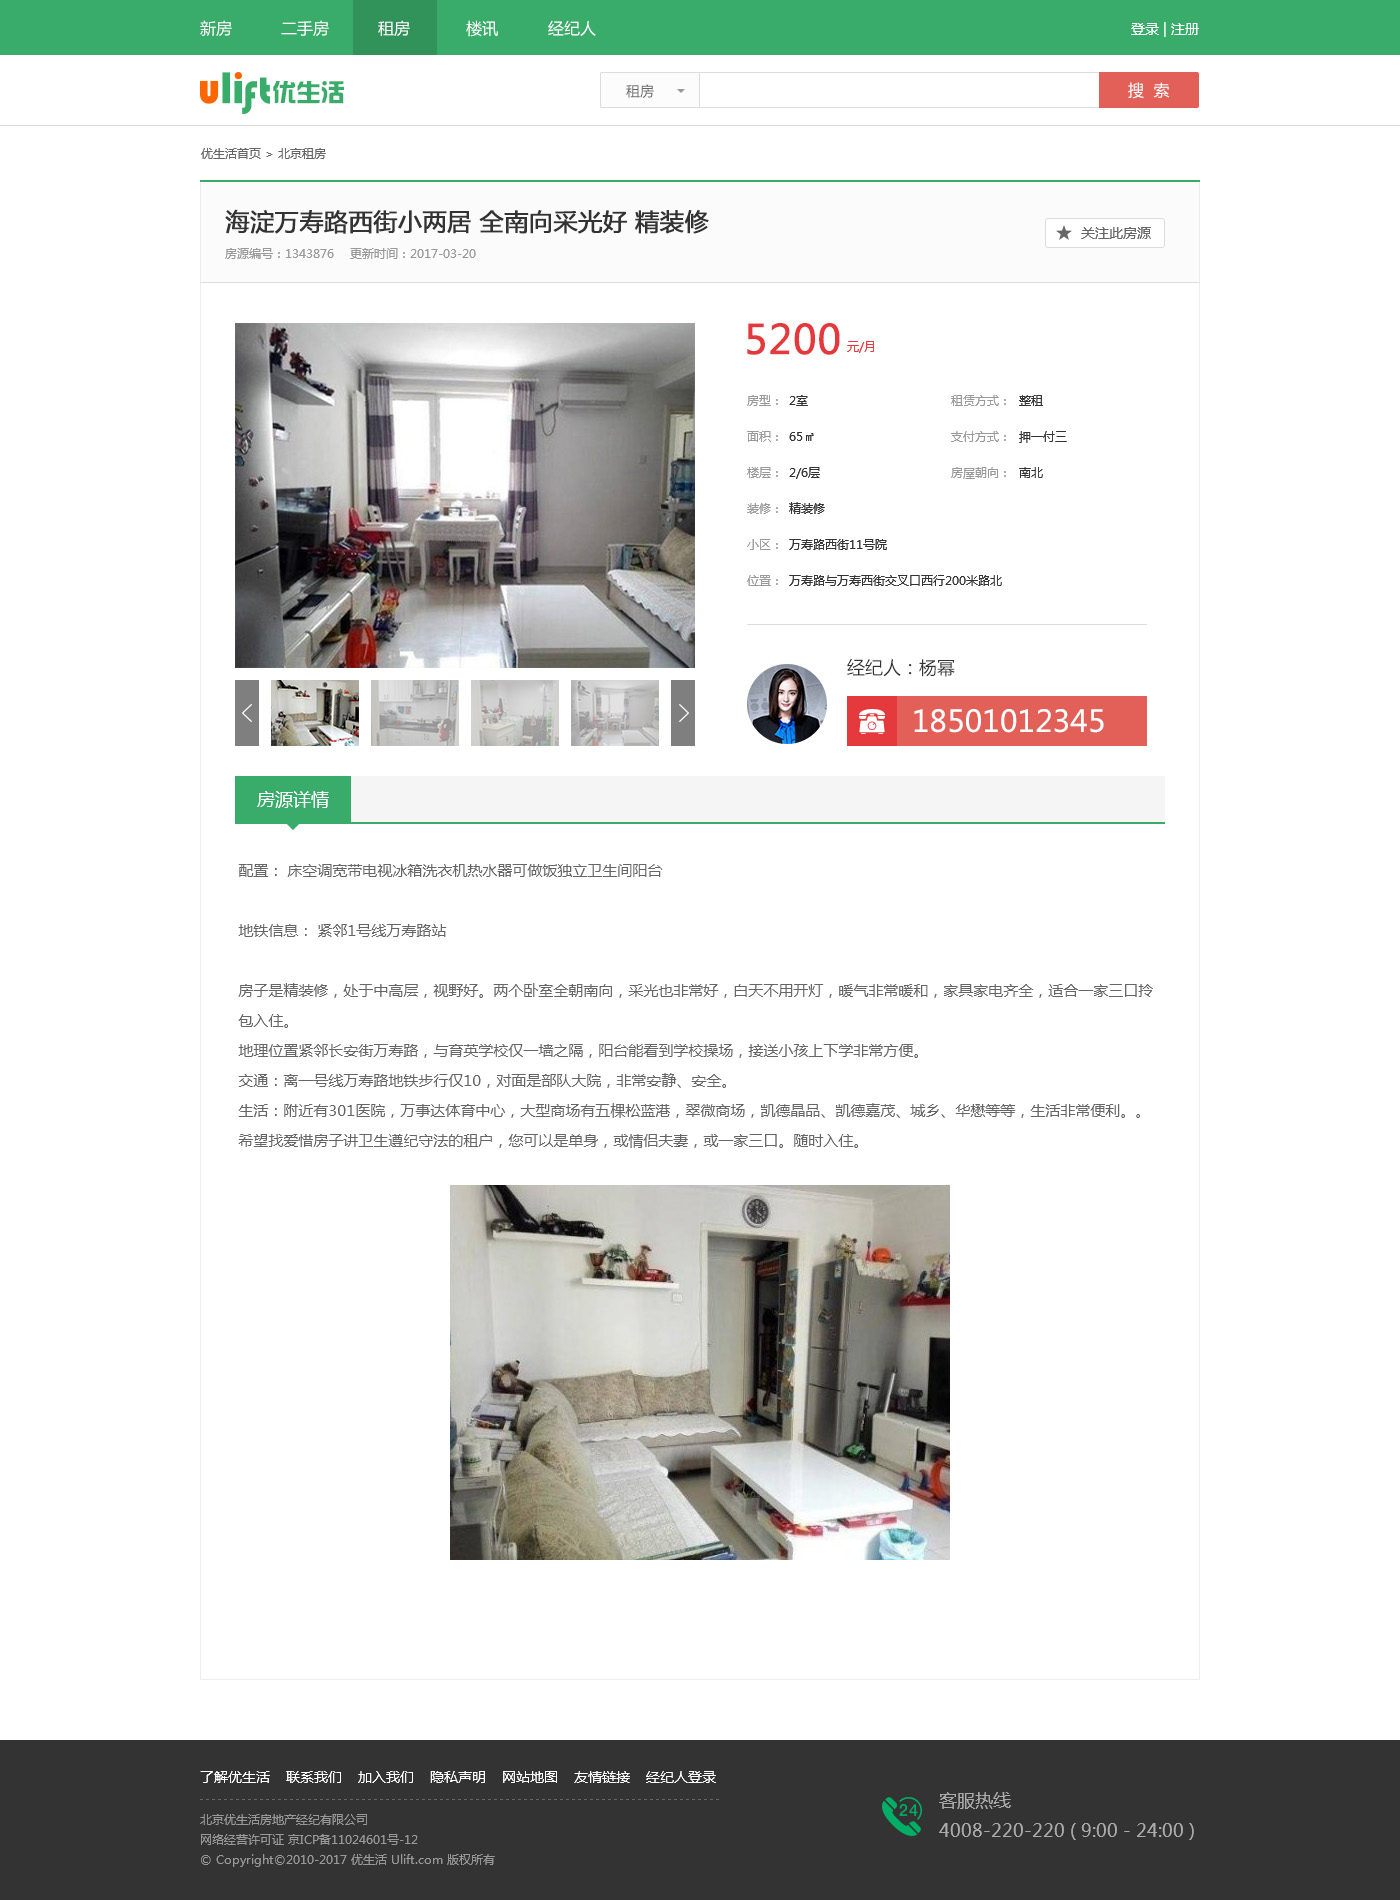 新房 二手房 租房 楼讯 经纪人 登录 | 注册
ulift优生活 租房 搜 索
优生活首页 > 北京租房
海淀万寿路西街小两居 全南向采光好 精装修
房源编号：1343876 更新时间：2017-03-20
★ 关注此房源
5200 元/月
房型： 2室 租赁方式： 整租
面积： 65㎡ 支付方式： 押一付三
楼层： 2/6层 房屋朝向： 南北
装修： 精装修
小区： 万寿路西街11号院
位置： 万寿路与万寿西街交叉口西行200米路北
经纪人：杨幂
18501012345
房源详情
配置： 床空调宽带电视冰箱洗衣机热水器可做饭独立卫生间阳台
地铁信息： 紧邻1号线万寿路站
房子是精装修，处于中高层，视野好。两个卧室全朝南向，采光也非常好，白天不用开灯，暖气非常暖和，家具家电齐全，适合一家三口拎
包入住。
地理位置紧邻长安街万寿路，与育英学校仅一墙之隔，阳台能看到学校操场，接送小孩上下学非常方便。
交通：离一号线万寿路地铁步行仅10，对面是部队大院，非常安静、安全。
生活：附近有301医院，万事达体育中心，大型商场有五棵松蓝港，翠微商场，凯德晶品、凯德嘉茂、城乡、华懋等等，生活非常便利。。
希望找爱惜房子讲卫生遵纪守法的租户，您可以是单身，或情侣夫妻，或一家三口。随时入住。
了解优生活 联系我们 加入我们 隐私声明 网站地图 友情链接 经纪人登录
北京优生活房地产经纪有限公司
网络经营许可证 京ICP备11024601号-12
© Copyright©2010-2017 优生活 Ulift.com 版权所有
24
客服热线
4008-220-220 ( 9:00 - 24:00 )